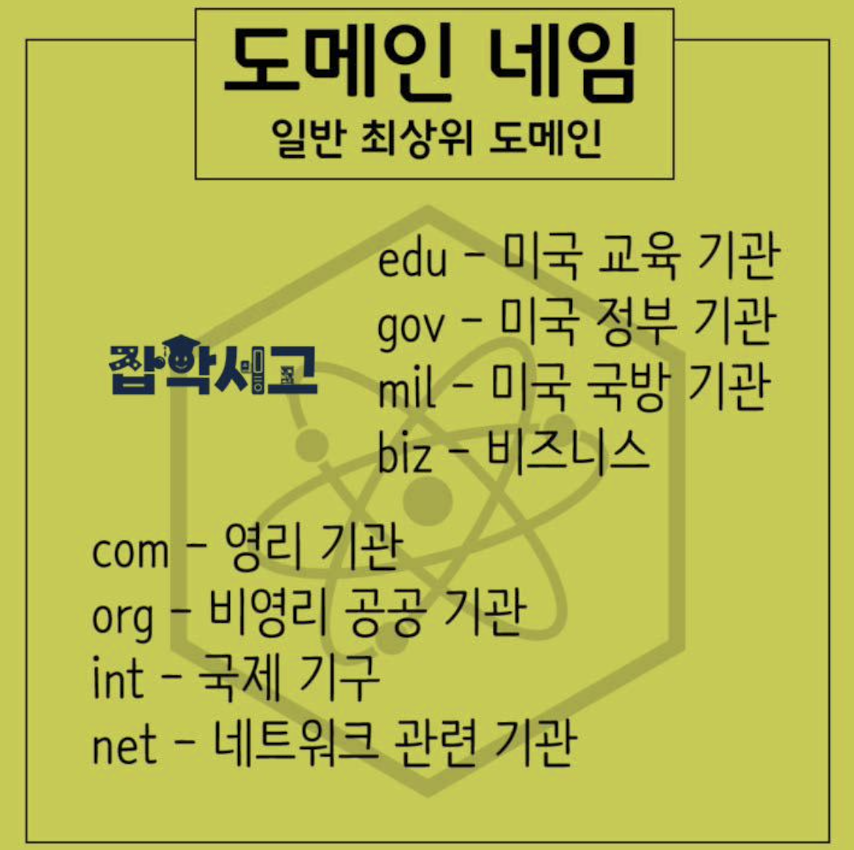 도메인 네임
일반 최상위 도메인
edu - 미국 교육 기관
gov - 미국 정부 기관
mil - 미국 국방 기관
biz - 비즈니스
잡학서고
com - 영리 기관
org - 비영리 공공 기관
int - 국제 기구
net - 네트워크 관련 기관